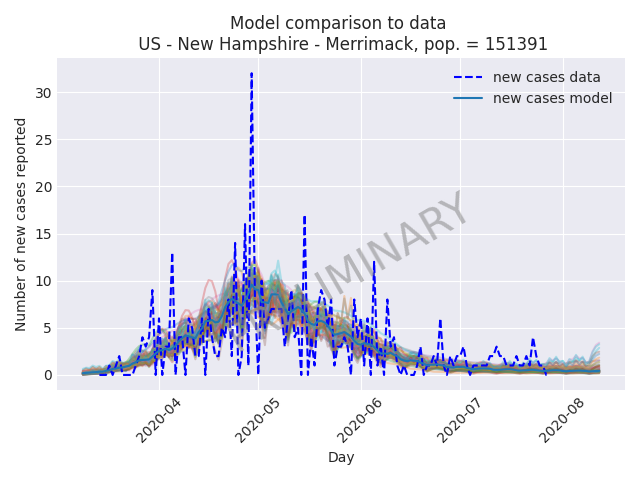 Model comparison to data
US - New Hampshire - Merrimack, pop. = 151391
new cases data
new cases model
Number of new cases reported
30
25
20
15
10
5
0
2020-04
2020-05
2020-06
2020-07
2020-08
Day